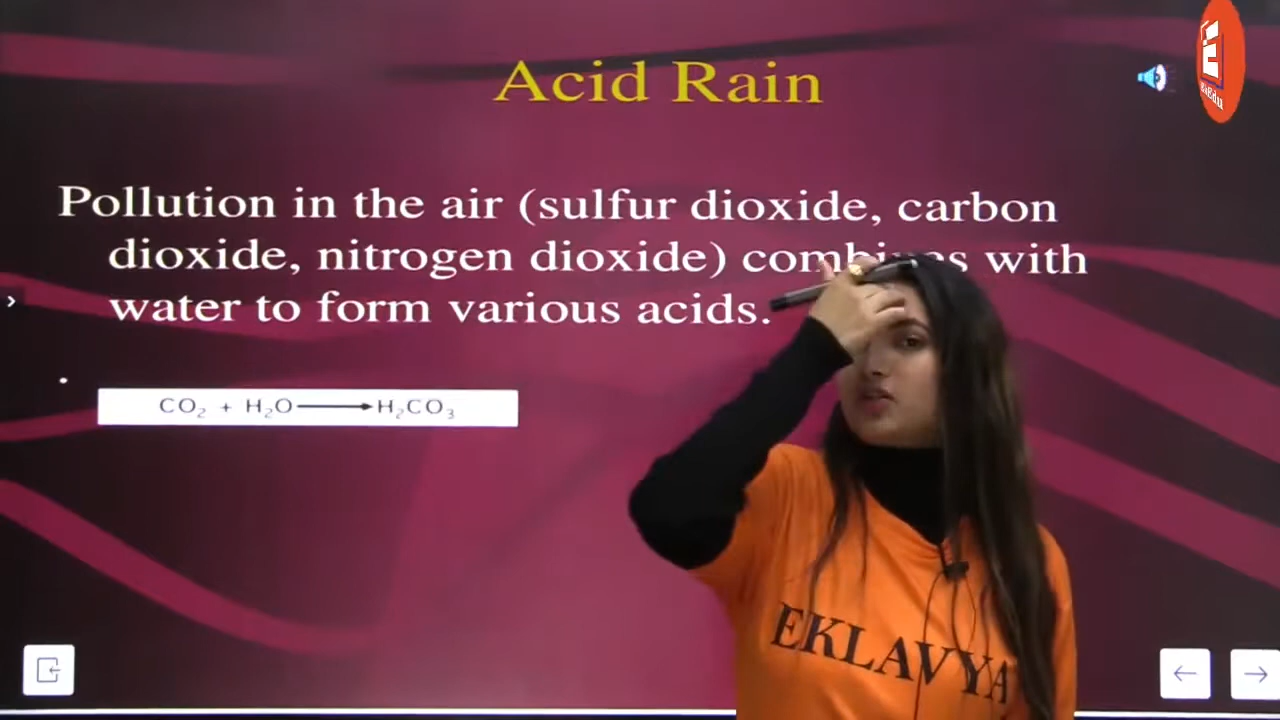 Acid Rain
Pollution in the air (sulfur dioxide, carbon
dioxide, nitrogen dioxide) combines with
water to form various acids.
CO₂ + H₂O ⟶ H₂CO₃
EKLAVYA